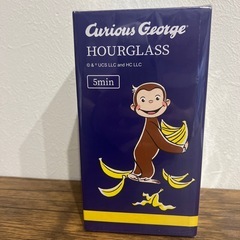 Curious George
HOURGLASS
© & ® UCS LLC and HC LLC
5min